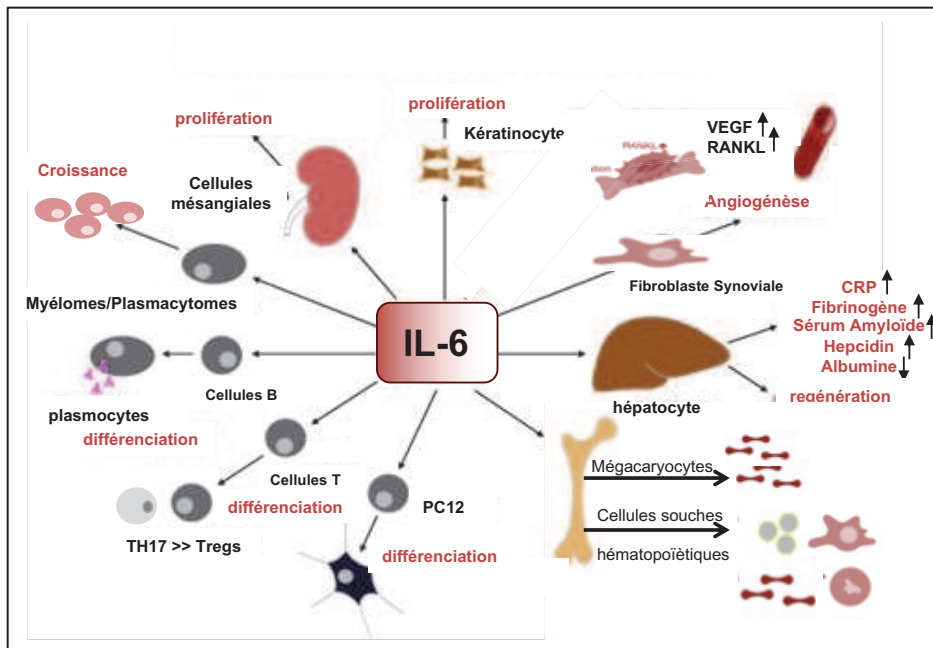 prolifération
Kératinocyte
VEGF
RANKL
RANKL
prolifération
Croissance
Cellules
mésangiales
Angiogénèse
Fibroblaste Synoviale
Myélomes/Plasmacytomes
IL-6
CRP
Fibrinogène
Sérum Amyloïde
Hepcidin
Albumine
regénération
hépatocyte
Cellules B
plasmocytes
différenciation
Cellules T
différenciation
TH17 >> Tregs
PC12
différenciation
Mégacaryocytes
Cellules souches
hématopoïètiques